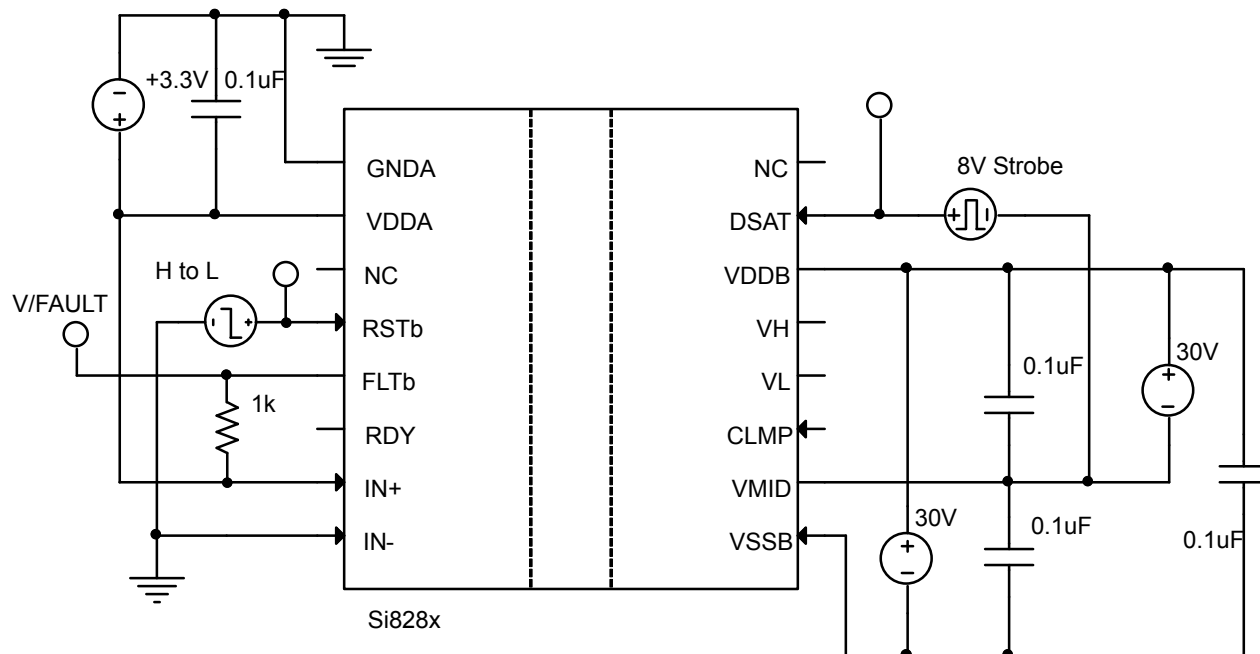 +3.3V
0.1uF
GNDA
NC
8V Strobe
VDDA
DSAT
H to L
NC
VDDB
V/FAULT
RSTb
VH
30V
FLTb
VL
0.1uF
1k
RDY
CLMP
IN+
VMID
30V
0.1uF
IN-
VSSB
0.1uF
Si828x